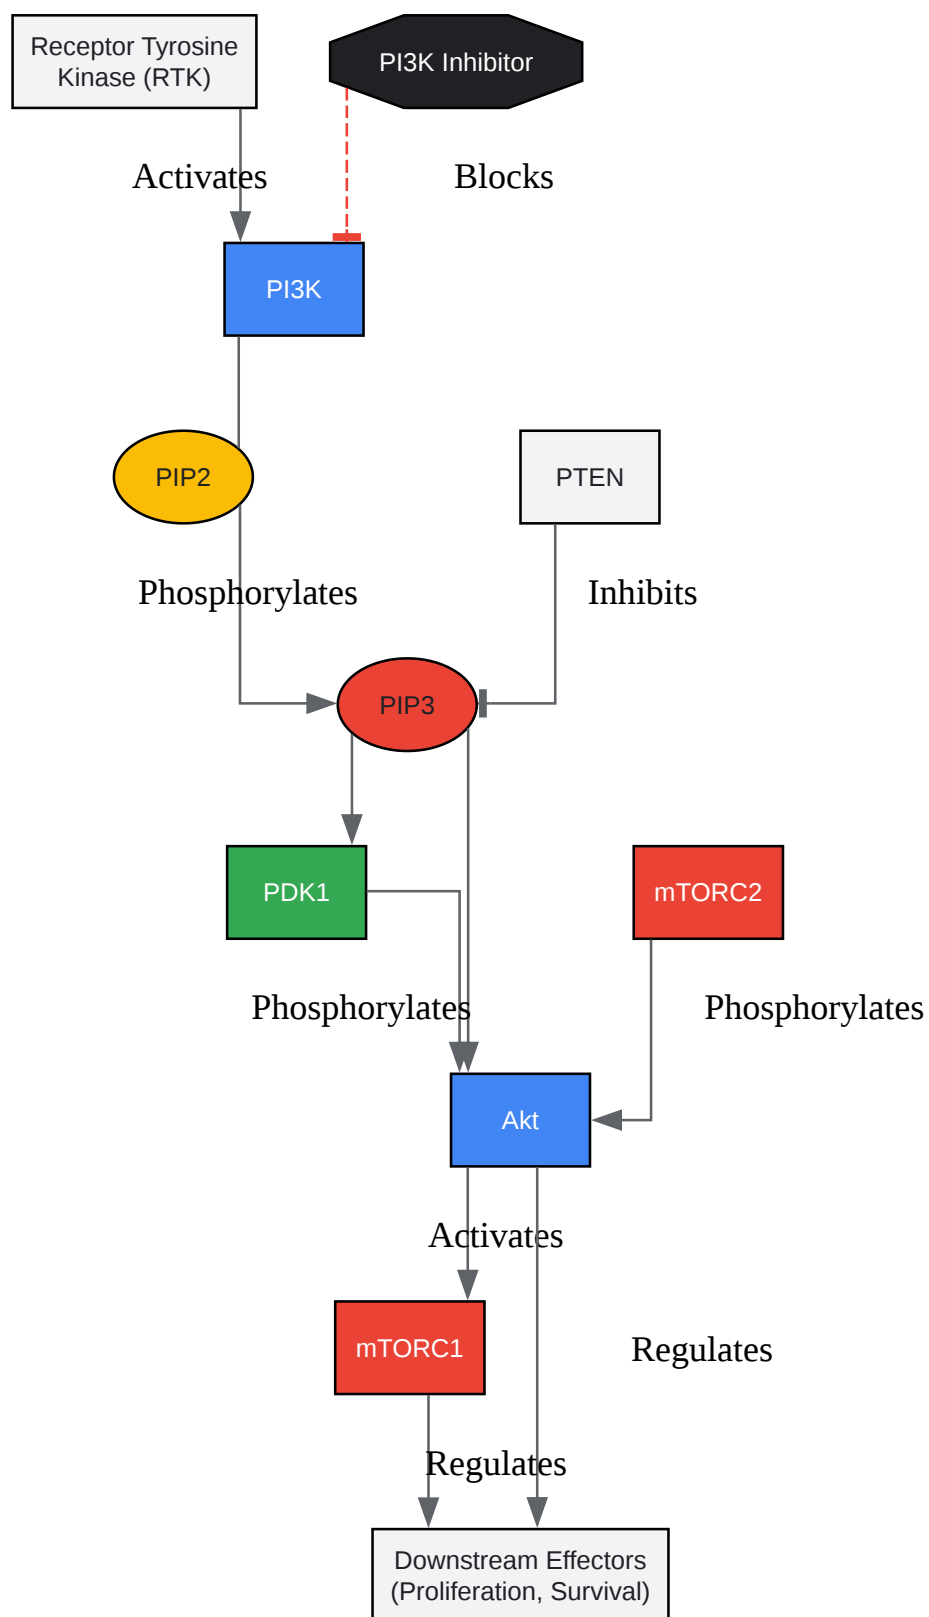 Receptor Tyrosine
Kinase (RTK)
PI3K Inhibitor
Activates
Blocks
PI3K
PIP2
PTEN
Phosphorylates
Inhibits
PIP3
PDK1
mTORC2
Phosphorylates
Phosphorylates
Akt
Activates
mTORC1
Regulates
Regulates
Downstream Effectors
(Proliferation, Survival)